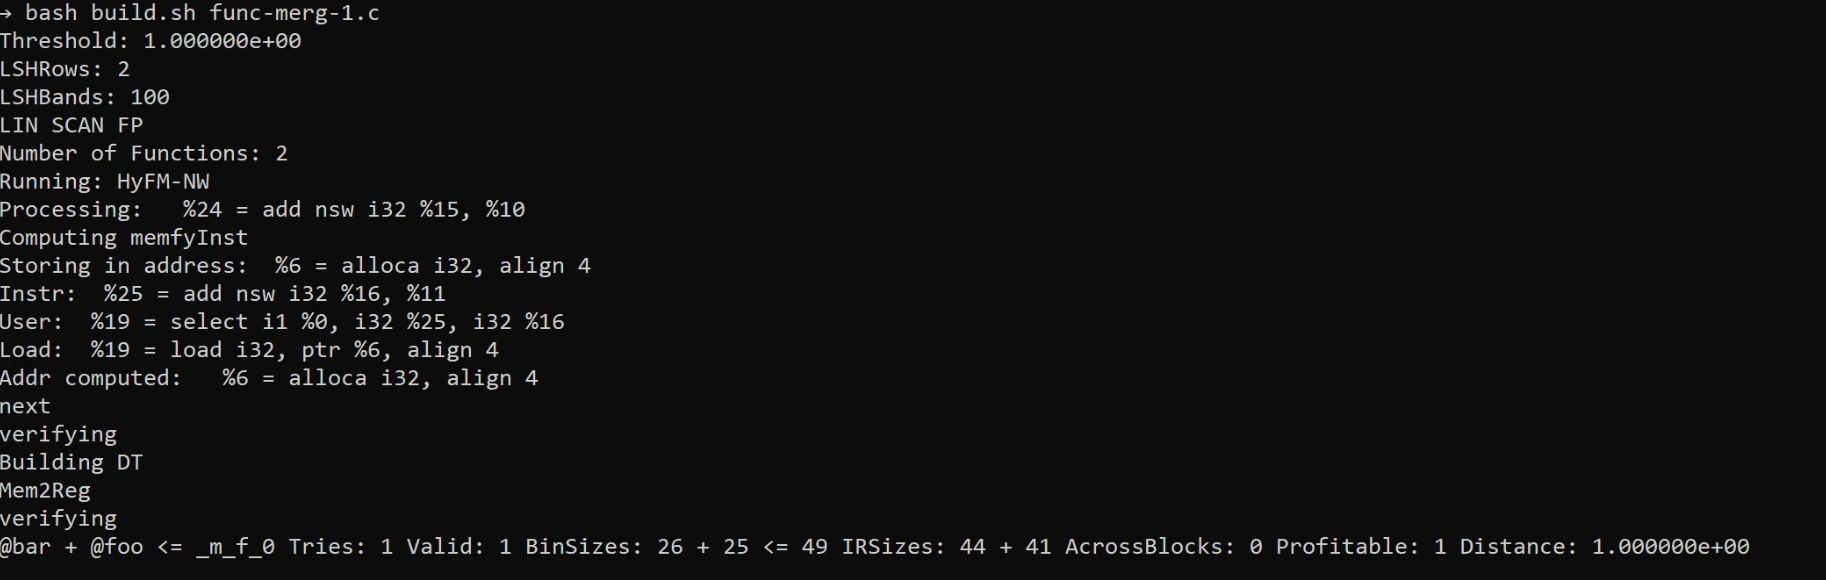 → bash build.sh func-merg-1.c
Threshold: 1.000000e+00
LSHRows: 2
LSHBands: 100
LIN SCAN FP
Number of Functions: 2
Running: HyFM-NW
Processing:   %24 = add nsw i32 %15, %10
Computing memfyInst
Storing in address:  %6 = alloca i32, align 4
Instr:  %25 = add nsw i32 %16, %11
User:  %19 = select i1 %0, i32 %25, i32 %16
Load:  %19 = load i32, ptr %6, align 4
Addr computed:   %6 = alloca i32, align 4
next
verifying
Building DT
Mem2Reg
verifying
@bar + @foo <= _m_f_0 Tries: 1 Valid: 1 BinSizes: 26 + 25 <= 49 IRSizes: 44 + 41 AcrossBlocks: 0 Profitable: 1 Distance: 1.000000e+00